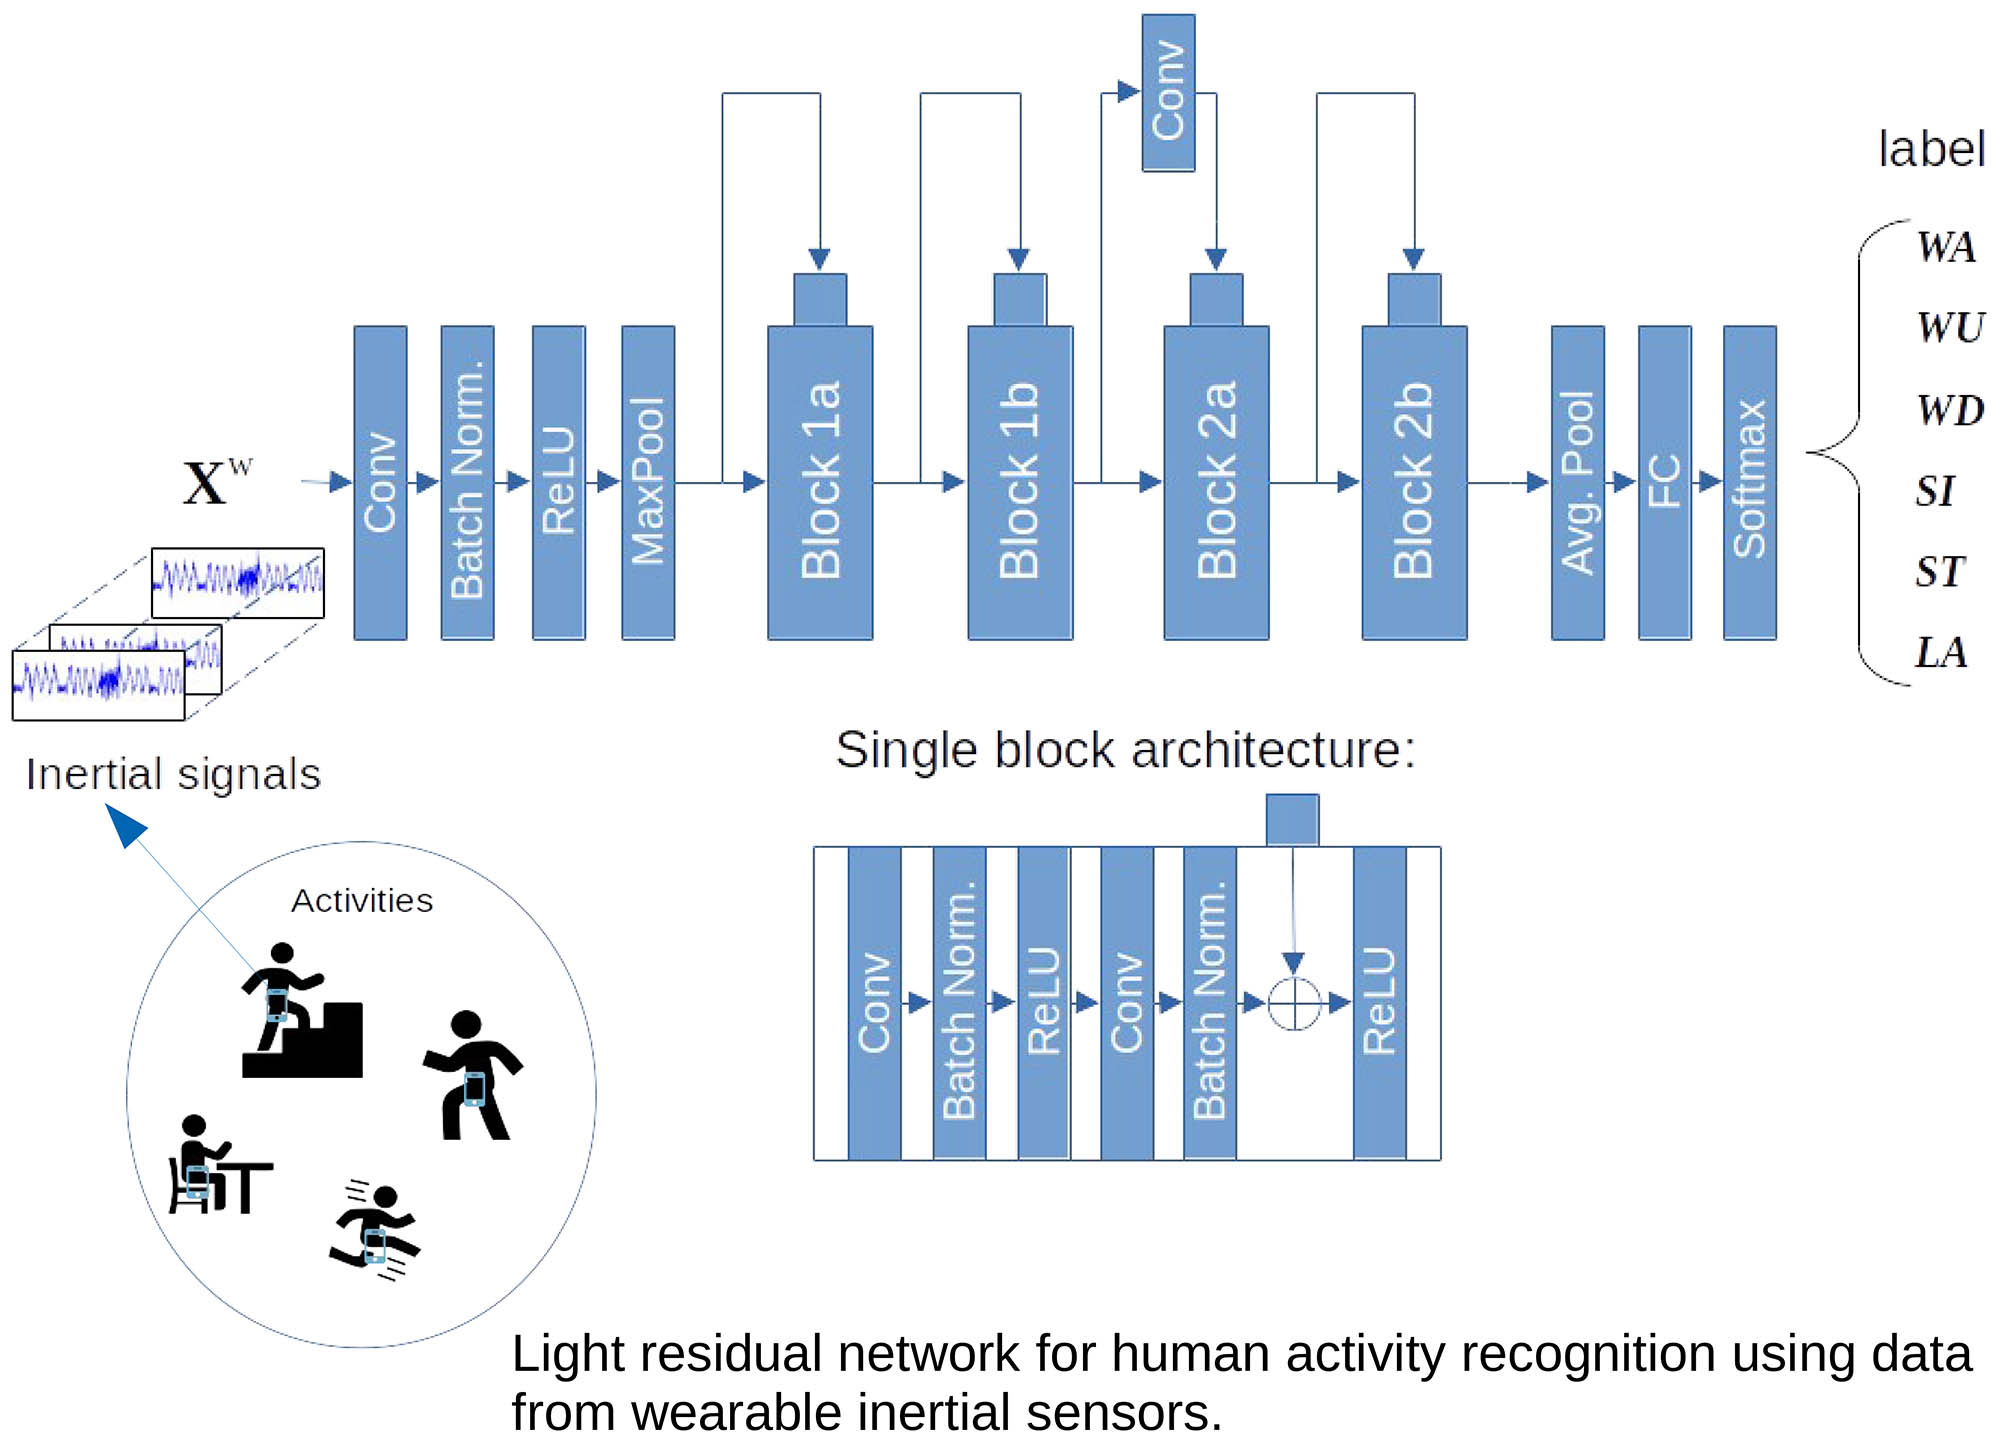 Conv
label
X^w
Conv
Batch Norm.
ReLU
MaxPool
Block 1a
Block 1b
Block 2a
Block 2b
Avg. Pool
FC
Softmax
WA
WU
WD
SI
ST
LA
Inertial signals
Activities
Single block architecture:
Conv
Batch Norm.
ReLU
Conv
Batch Norm.
ReLU
Light residual network for human activity recognition using data
from wearable inertial sensors.